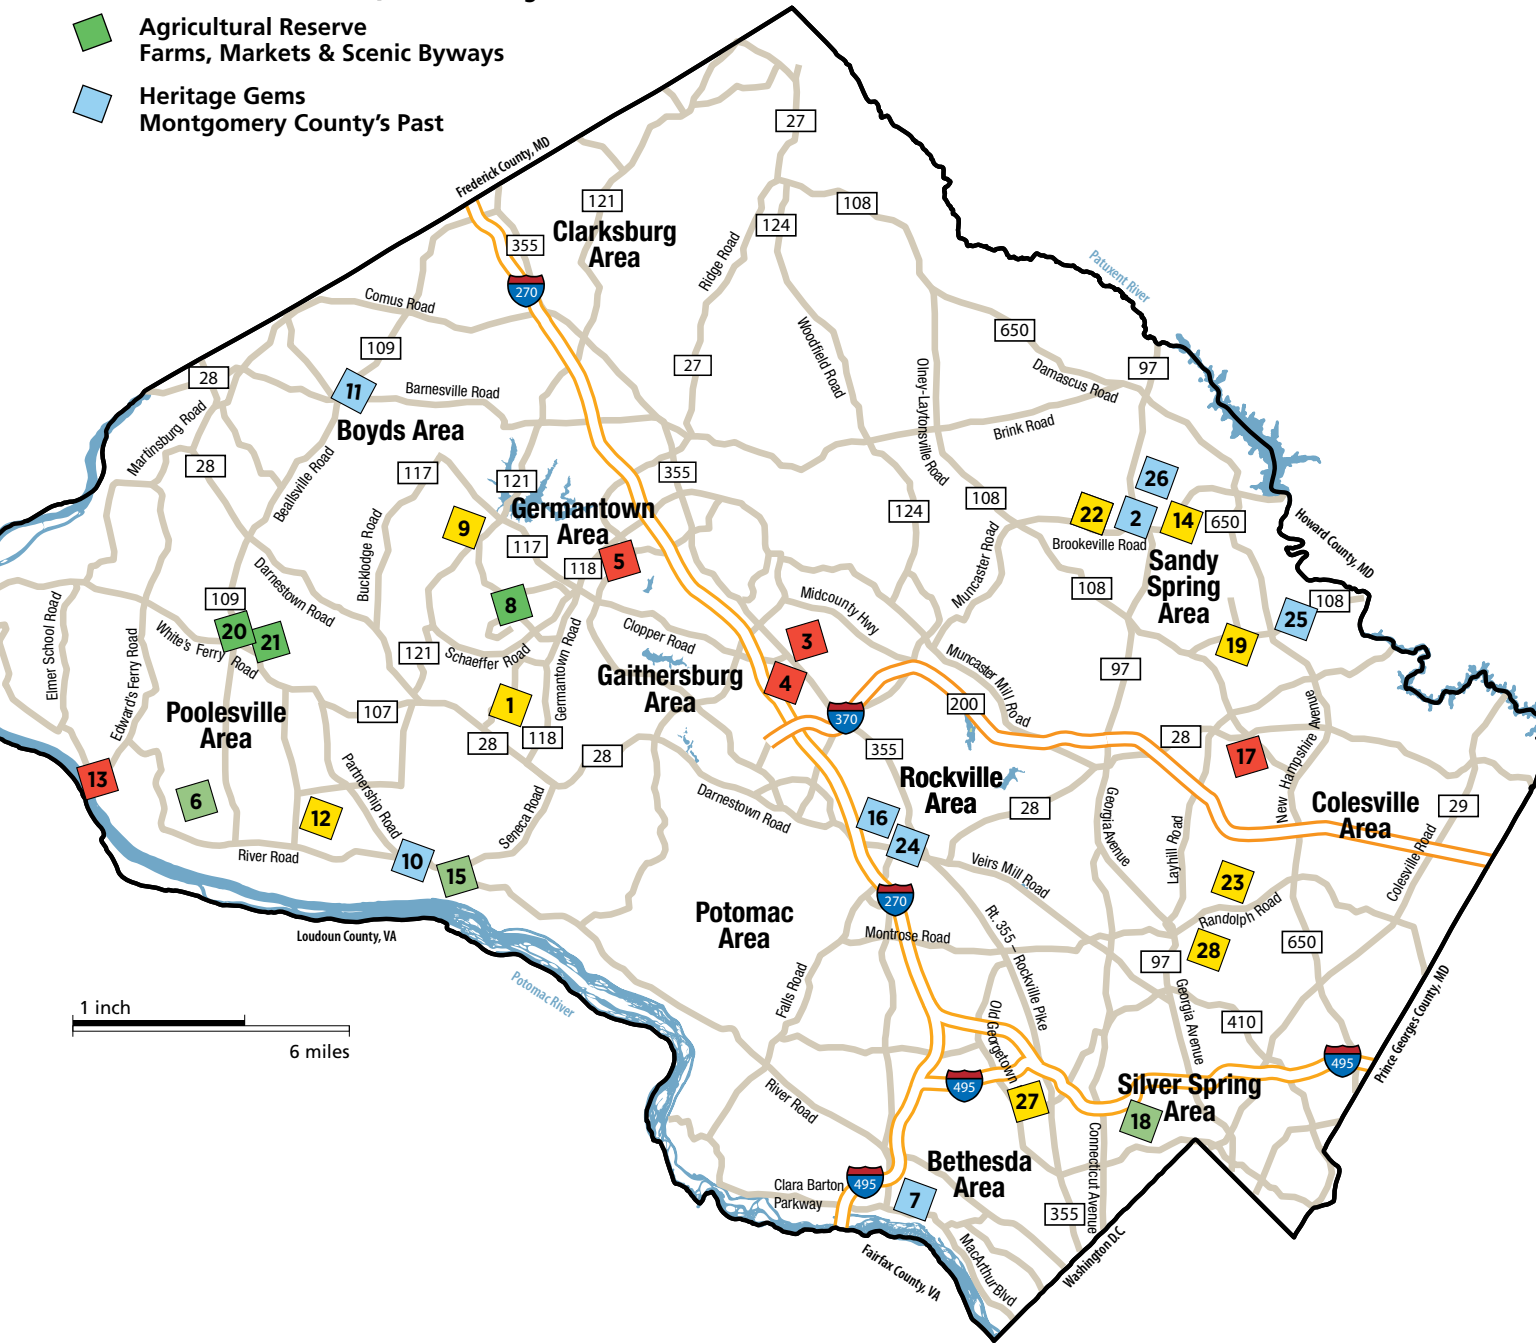 Agricultural Reserve
Farms, Markets & Scenic Byways
Heritage Gems
Montgomery County's Past
Frederick County, MD
27
121
108
124
355
Clarksburg
Area
270
Ridge Road
Patuxent River
Comus Road
109
650
Woodfield Road
Olney-Laytonsville Road
27
97
Damascus Road
28
11
Barnesville Road
Martinsburg Road
Boyds Area
Brink Road
28
Beallsville Road
117
121
355
26
108
124
Germantown
Area
9
22
2
14
650
Howard County, MD
Brookeville Road
117
118
5
Bucklodge Road
Muncaster Road
Sandy
Spring
Area
108
Darnestown Road
109
8
Midcounty Hwy
108
25
Elmer School Road
20
21
White's Ferry Road
Edward's Ferry Road
Clopper Road
3
19
121
Schaeffer Road
Germantown Road
Muncaster Mill Road
97
Gaithersburg
Area
4
200
Poolesville
Area
107
1
370
New Hampshire Avenue
28
118
28
355
28
17
13
Partnership Road
Rockville
Area
6
12
Seneca Road
Darnestown Road
16
28
Georgia Avenue
Layhill Road
Colesville
Area
29
River Road
10
15
24
Veirs Mill Road
Colesville Road
23
270
Randolph Road
Potomac
Area
Loudoun County, VA
Montrose Road
Rt. 355 – Rockville Pike
28
650
97
Potomac River
Falls Road
Georgia Avenue
1 inch
6 miles
Old Georgetown
410
Prince Georges County, MD
495
495
River Road
27
Silver Spring
Area
18
Bethesda
Area
Connecticut Avenue
Clara Barton
Parkway
495
7
355
MacArthur Blvd
Washington D.C
Fairfax County, VA